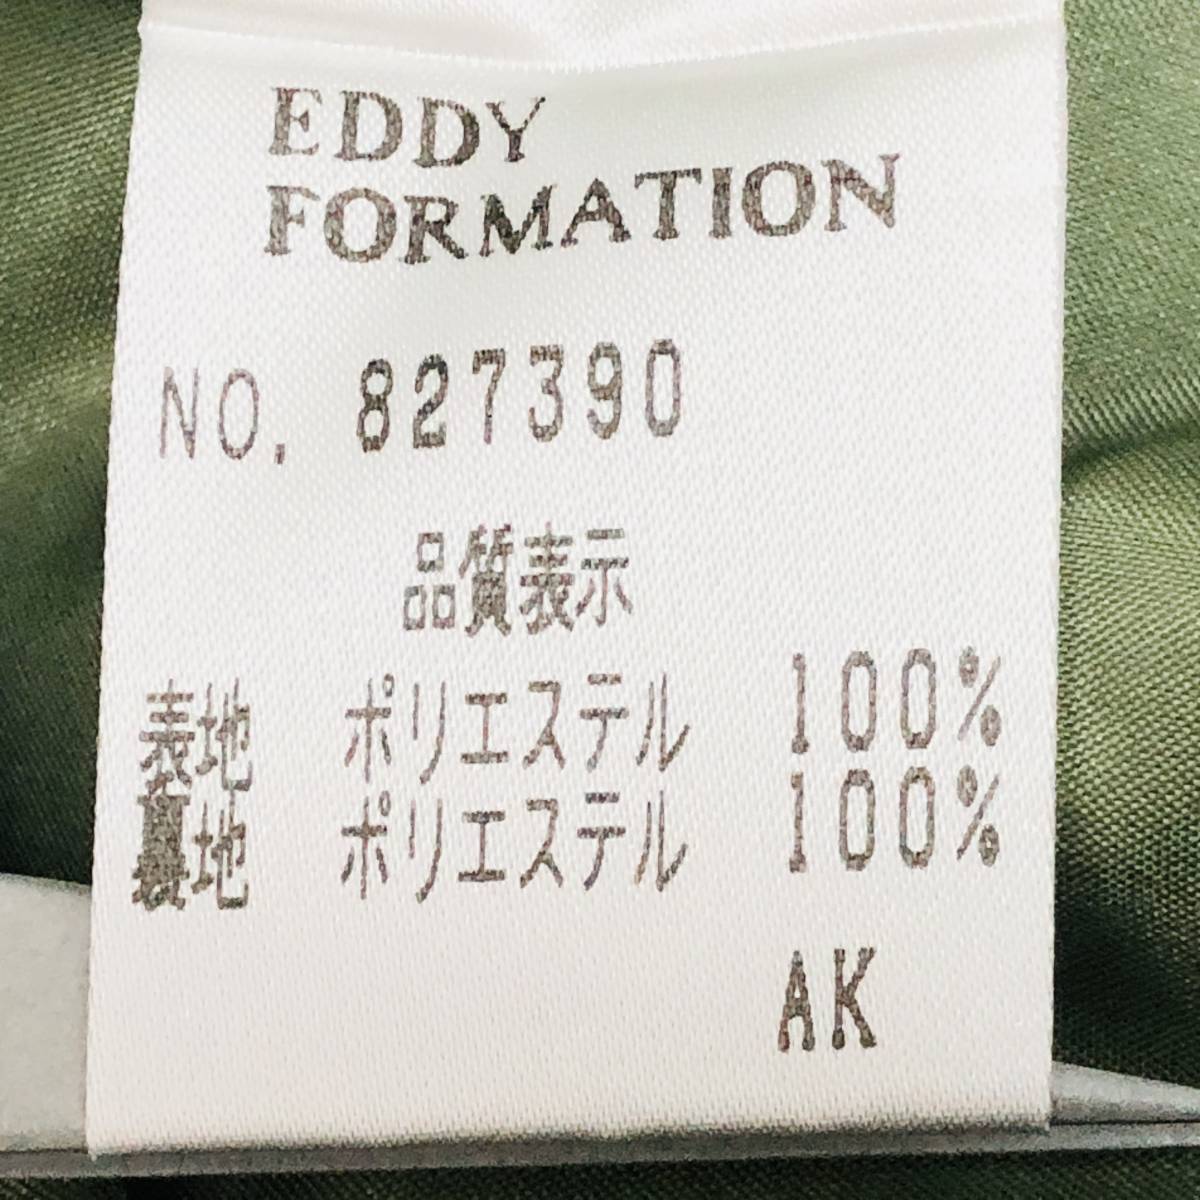 EDDY
FORMATION
NO. 827390
品質表示
表地 ポリエステル 100%
裏地 ポリエステル 100%
AK